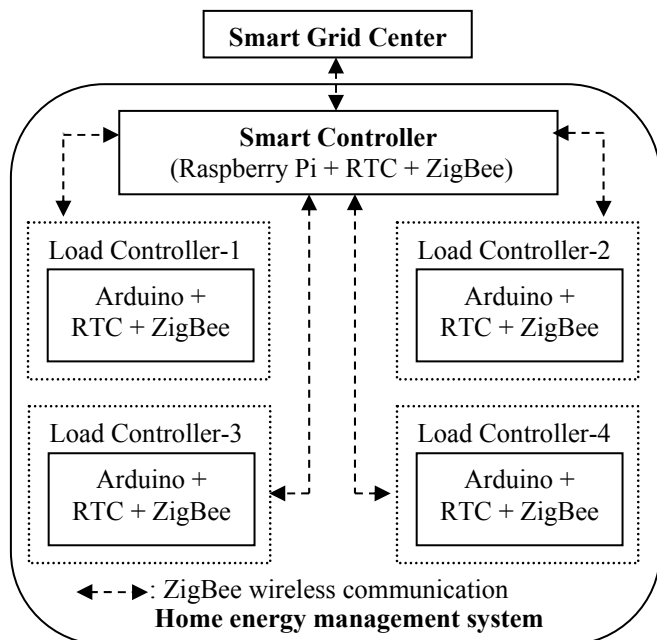 Smart Grid Center
Smart Controller
(Raspberry Pi + RTC + ZigBee)
Load Controller-1
Arduino +
RTC + ZigBee
Load Controller-2
Arduino +
RTC + ZigBee
Load Controller-3
Arduino +
RTC + ZigBee
Load Controller-4
Arduino +
RTC + ZigBee
: ZigBee wireless communication
Home energy management system